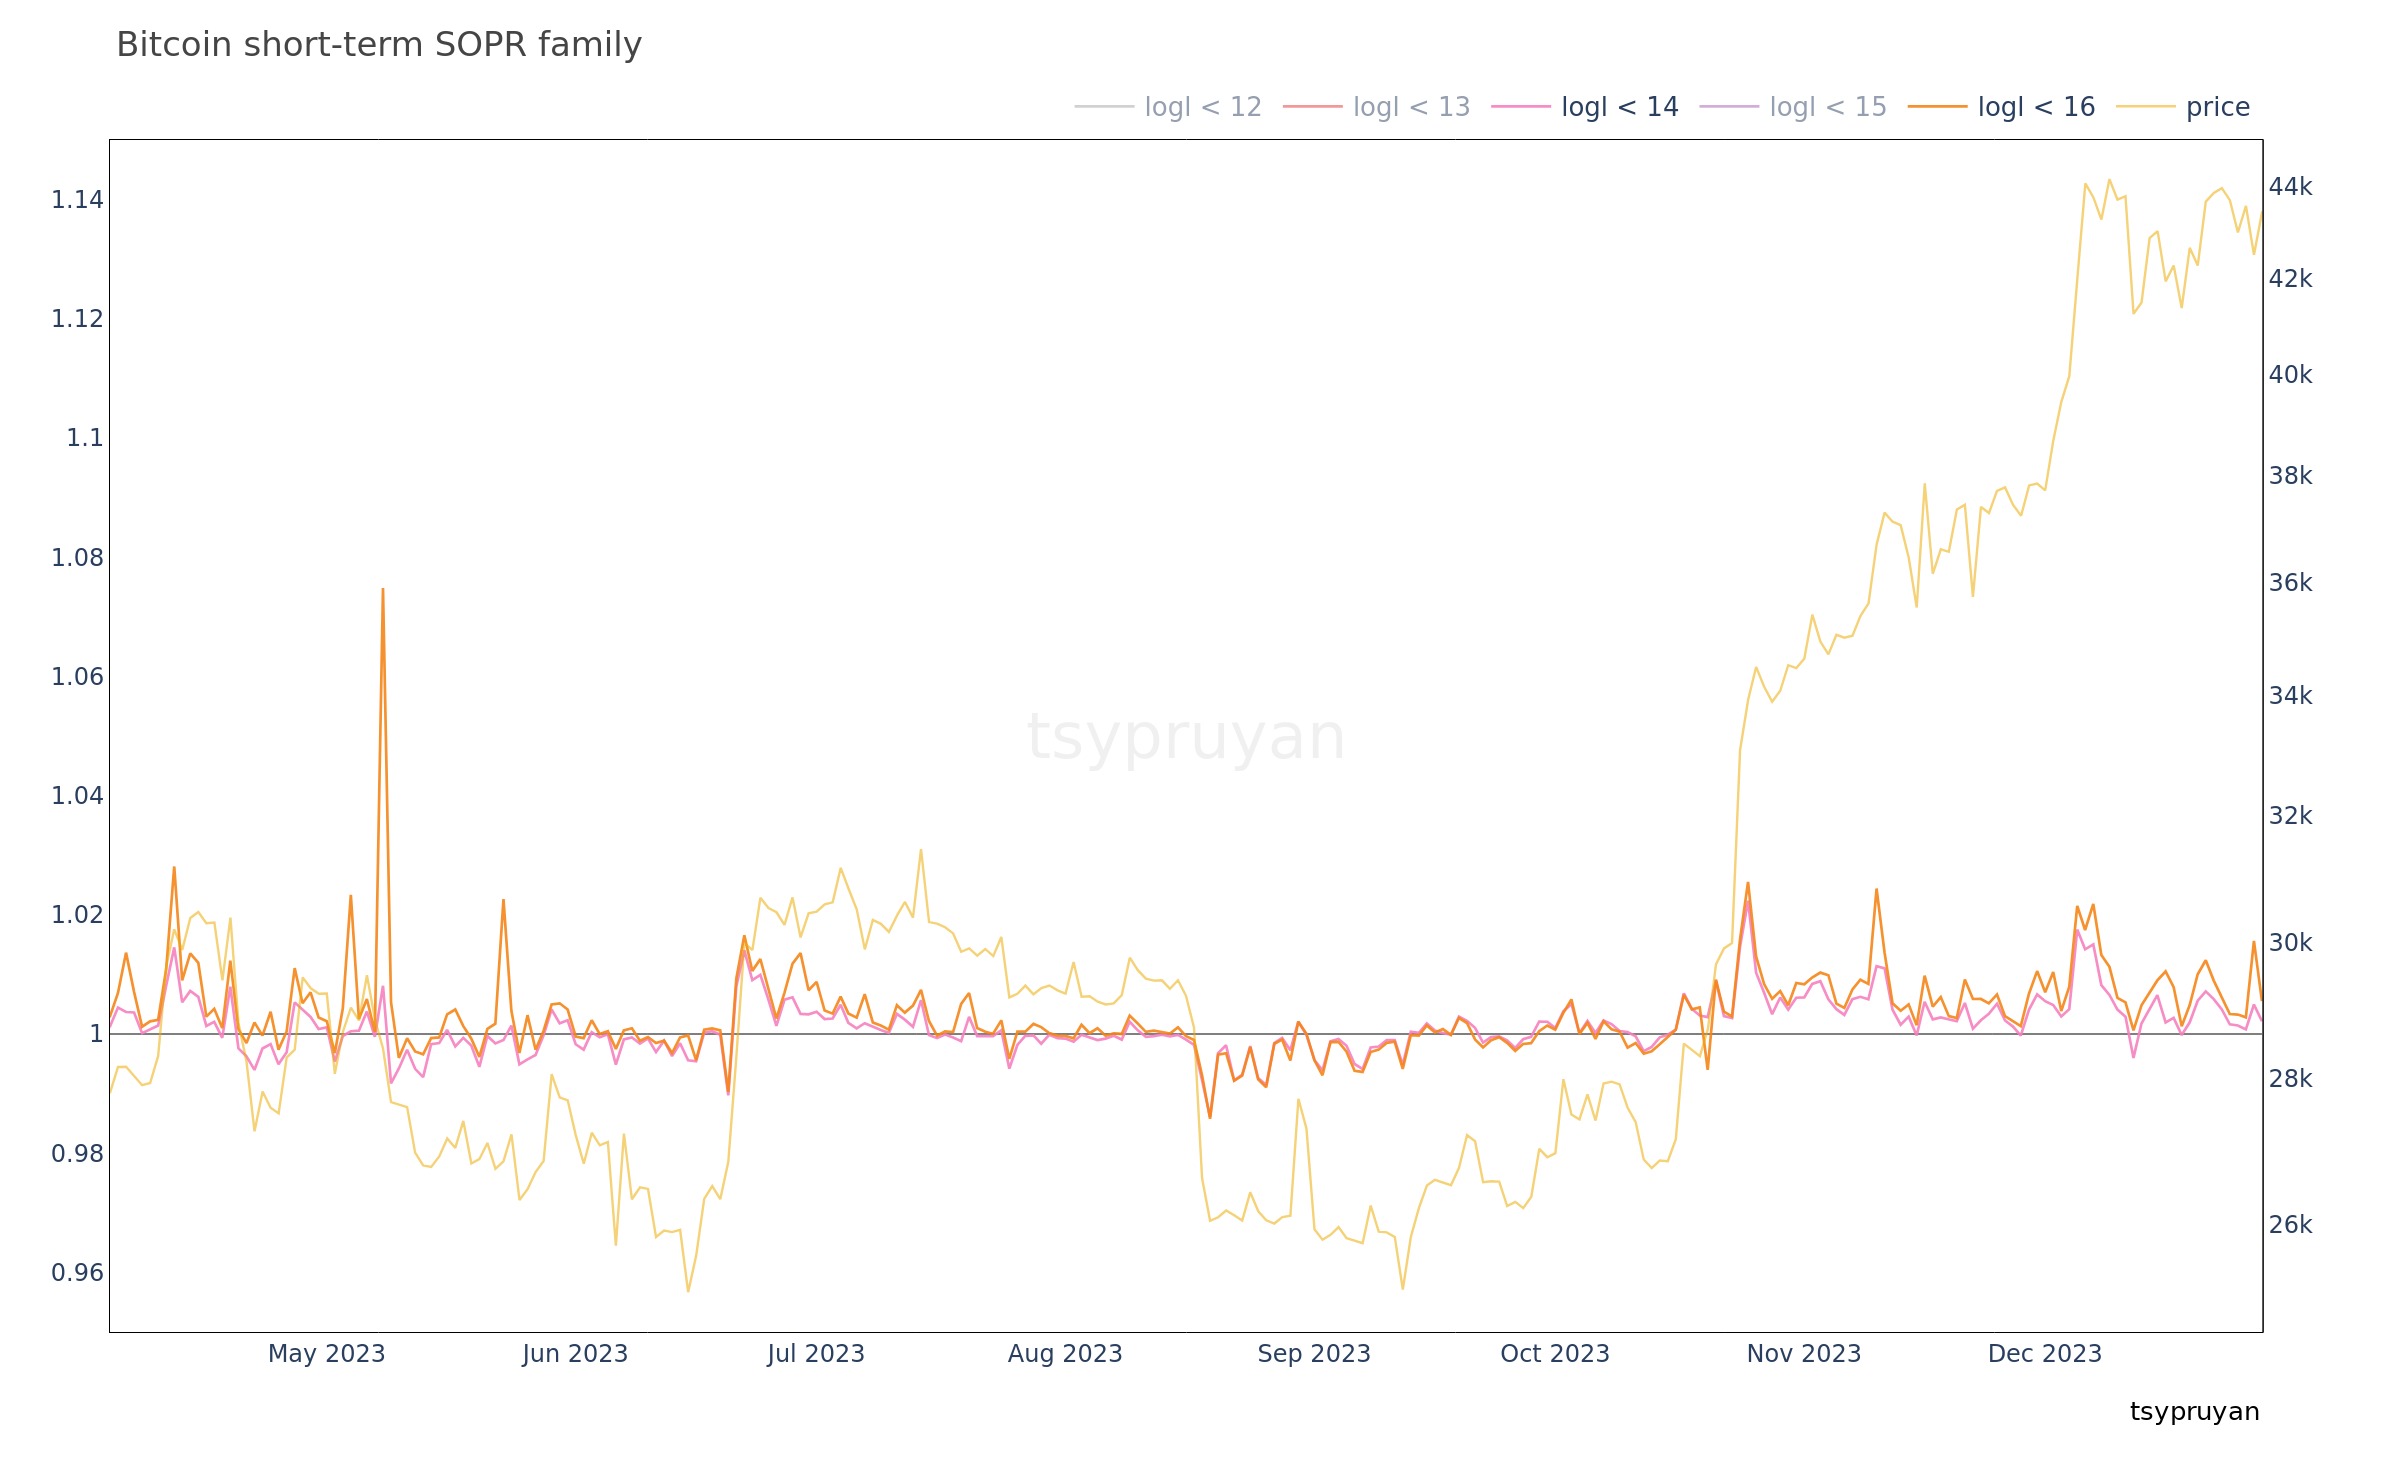 Bitcoin short-term SOPR family
logl < 12 logl < 13 logl < 14 logl < 15 logl < 16 price
1.14
1.12
1.1
1.08
1.06
1.04
1.02
1
0.98
0.96
44k
42k
40k
38k
36k
34k
32k
30k
28k
26k
tsypruyan
May 2023 Jun 2023 Jul 2023 Aug 2023 Sep 2023 Oct 2023 Nov 2023 Dec 2023
tsypruyan